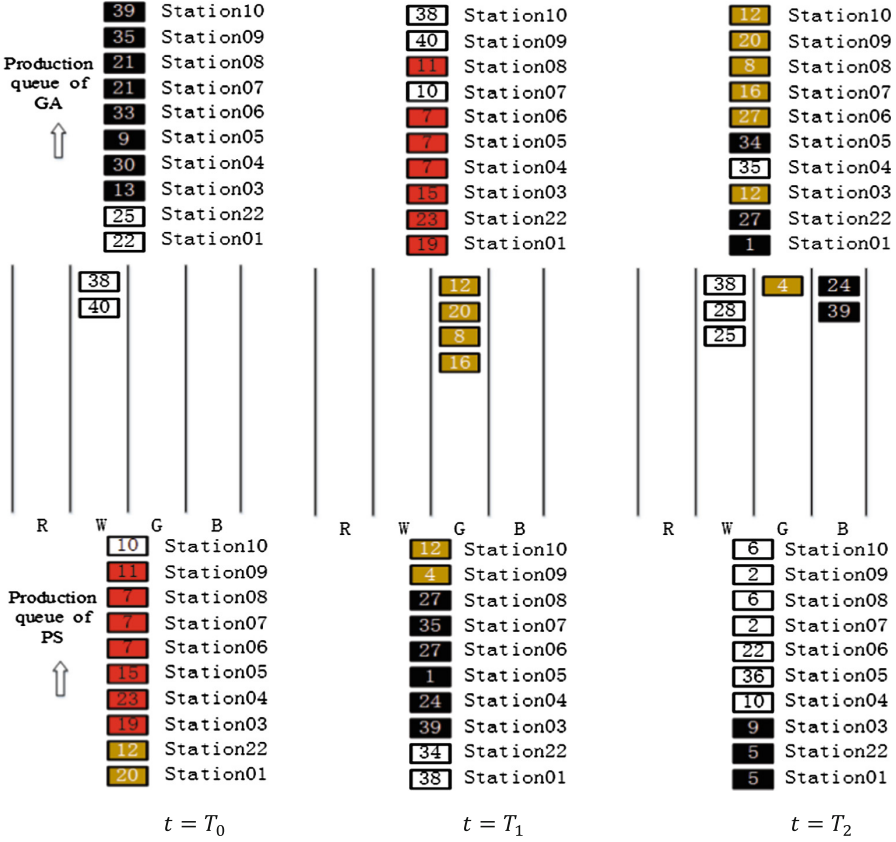 39 Station10 38 Station10 12 Station10
35 Station09 40 Station09 20 Station09
Production queue of GA
21 Station08 11 Station08 8 Station08
21 Station07 10 Station07 16 Station07
33 Station06 7 Station06 27 Station06
9 Station05 7 Station05 34 Station05
30 Station04 7 Station04 35 Station04
13 Station03 15 Station03 12 Station03
25 Station22 23 Station22 27 Station22
22 Station01 19 Station01 1 Station01
38 12 38 4 24
40 20 28 39
8 25
16
R W G B R W G B R W G B
10 Station10 12 Station10 6 Station10
11 Station09 4 Station09 2 Station09
Production queue of PS
7 Station08 27 Station08 6 Station08
7 Station07 35 Station07 2 Station07
7 Station06 27 Station06 22 Station06
15 Station05 1 Station05 36 Station05
23 Station04 24 Station04 10 Station04
19 Station03 39 Station03 9 Station03
12 Station22 34 Station22 5 Station22
20 Station01 38 Station01 5 Station01
t = T₀ t = T₁ t = T₂